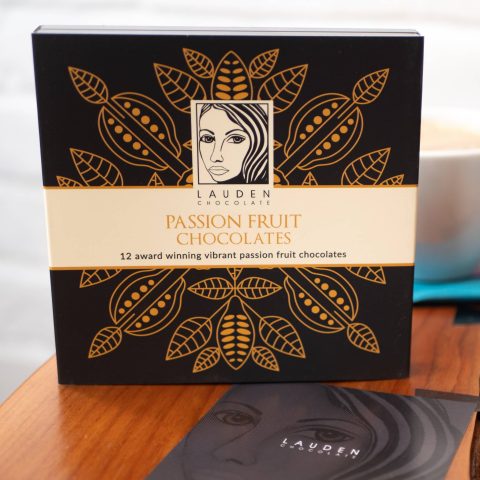 LAUDEN
CHOCOLATE
PASSION FRUIT
CHOCOLATES
12 award winning vibrant passion fruit chocolates
LAUDEN
CHOCOLATE